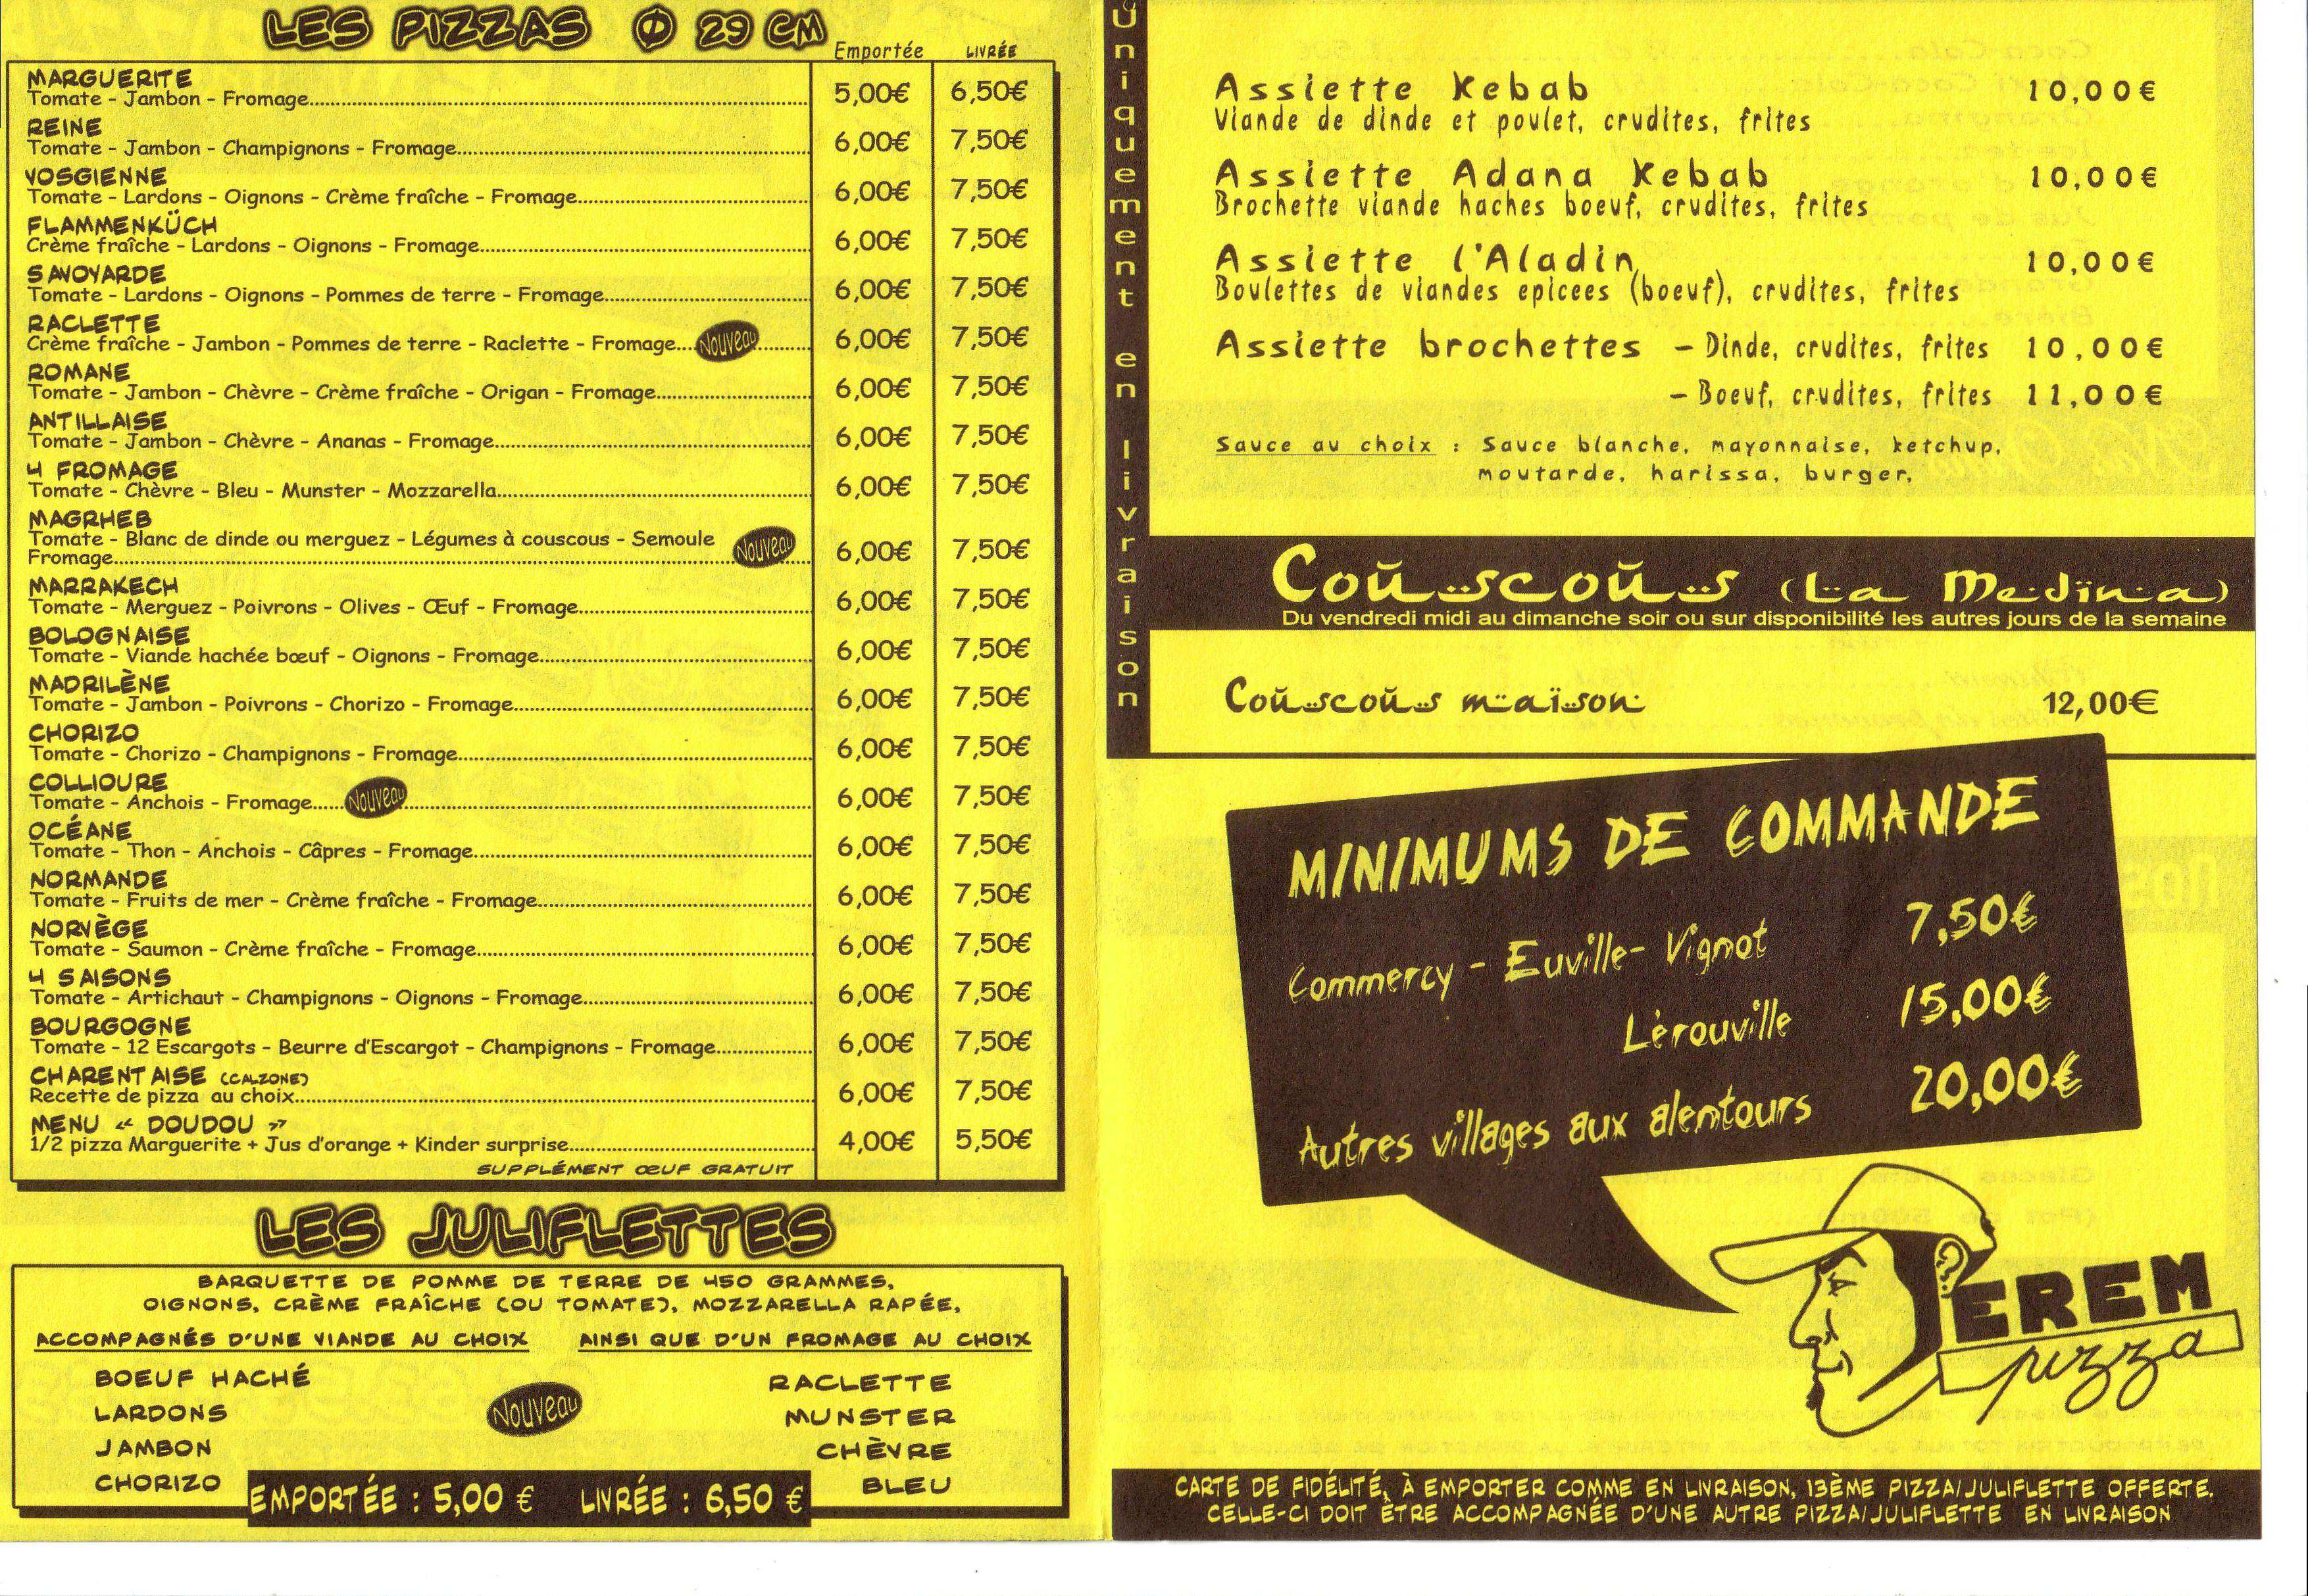 LES PIZZAS Ø 29 CM
Emportée LIVRÉE
MARGUERITE
Tomate - Jambon - Fromage 5,00€ 6,50€
REINE
Tomate - Jambon - Champignons - Fromage 6,00€ 7,50€
VOSGIENNE
Tomate - Lardons - Oignons - Crème fraîche - Fromage 6,00€ 7,50€
FLAMMENKÜCH
Crème fraîche - Lardons - Oignons - Fromage 6,00€ 7,50€
SAVOYARDE
Tomate - Lardons - Oignons - Pommes de terre - Fromage 6,00€ 7,50€
RACLETTE
Crème fraîche - Jambon - Pommes de terre - Raclette - Fromage Nouveau 6,00€ 7,50€
ROMANE
Tomate - Jambon - Chèvre - Crème fraîche - Origan - Fromage 6,00€ 7,50€
ANTILLAISE
Tomate - Jambon - Chèvre - Ananas - Fromage 6,00€ 7,50€
4 FROMAGE
Tomate - Chèvre - Bleu - Munster - Mozzarella 6,00€ 7,50€
MAGRHEB
Tomate - Blanc de dinde ou merguez - Légumes à couscous - Semoule Nouveau
Fromage 6,00€ 7,50€
MARRAKECH
Tomate - Merguez - Poivrons - Olives - Œuf - Fromage 6,00€ 7,50€
BOLOGNAISE
Tomate - Viande hachée bœuf - Oignons - Fromage 6,00€ 7,50€
MADRILÈNE
Tomate - Jambon - Poivrons - Chorizo - Fromage 6,00€ 7,50€
CHORIZO
Tomate - Chorizo - Champignons - Fromage 6,00€ 7,50€
COLLIOURE
Tomate - Anchois - Fromage Nouveau 6,00€ 7,50€
OCÉANE
Tomate - Thon - Anchois - Câpres - Fromage 6,00€ 7,50€
NORMANDE
Tomate - Fruits de mer - Crème fraîche - Fromage 6,00€ 7,50€
NORVÈGE
Tomate - Saumon - Crème fraîche - Fromage 6,00€ 7,50€
4 SAISONS
Tomate - Artichaut - Champignons - Oignons - Fromage 6,00€ 7,50€
BOURGOGNE
Tomate - 12 Escargots - Beurre d'Escargot - Champignons - Fromage 6,00€ 7,50€
CHARENTAISE (CALZONE)
Recette de pizza au choix 6,00€ 7,50€
MENU « DOUDOU »
1/2 pizza Marguerite + Jus d'orange + Kinder surprise 4,00€ 5,50€
SUPPLÉMENT ŒUF GRATUIT
LES JULIFLETTES
BARQUETTE DE POMME DE TERRE DE 450 GRAMMES,
OIGNONS, CRÈME FRAÎCHE (OU TOMATE), MOZZARELLA RAPÉE,
ACCOMPAGNÉS D'UNE VIANDE AU CHOIX AINSI QUE D'UN FROMAGE AU CHOIX
BOEUF HACHÉ RACLETTE
LARDONS Nouveau MUNSTER
JAMBON CHÈVRE
CHORIZO BLEU
EMPORTÉE : 5,00 € LIVRÉE : 6,50 €
Uniquement en livraison
Assiette Kebab 10,00€
Viande de dinde et poulet, crudites, frites
Assiette Adana Kebab 10,00€
Brochette viande haches boeuf, crudites, frites
Assiette l'Aladin 10,00€
Boulettes de viandes epicees (boeuf), crudites, frites
Assiette brochettes - Dinde, crudites, frites 10,00€
- Boeuf, crudites, frites 11,00€
Sauce au choix : Sauce blanche, mayonnaise, ketchup,
moutarde, harissa, burger,
Couscous (La Medina)
Du vendredi midi au dimanche soir ou sur disponibilité les autres jours de la semaine
Couscous maison 12,00€
MINIMUMS DE COMMANDE
Commercy - Euville- Vignot 7,50€
Lérouville 15,00€
Autres villages aux alentours 20,00€
JEREM
pizza
CARTE DE FIDÉLITÉ, À EMPORTER COMME EN LIVRAISON, 13ÈME PIZZA/JULIFLETTE OFFERTE.
CELLE-CI DOIT ÊTRE ACCOMPAGNÉE D'UNE AUTRE PIZZA/JULIFLETTE EN LIVRAISON